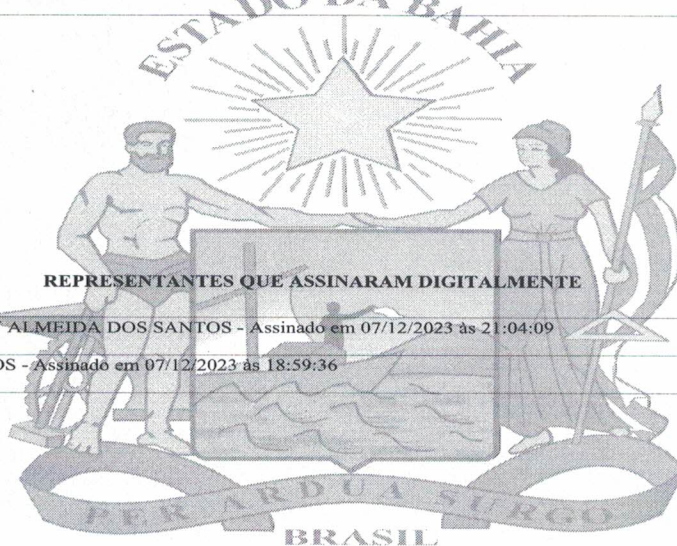 ESTADO DA BAHIA
REPRESENTANTES QUE ASSINARAM DIGITALMENTE
ALMEIDA DOS SANTOS - Assinado em 07/12/2023 às 21:04:09
OS - Assinado em 07/12/2023 às 18:59:36
PER ARDUA SURGO
BRASIL